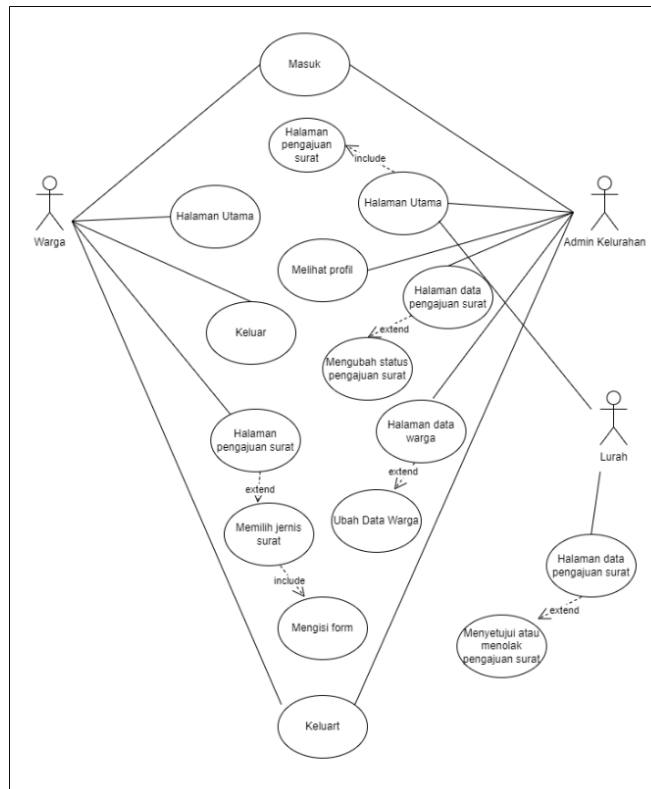 Masuk
Halaman
pengajuan
surat
include
Halaman Utama
Halaman Utama
Warga
Admin Kelurahan
Melihat profil
Halaman data
pengajuan surat
extend
Keluar
Mengubah status
pengajuan surat
Halaman data
warga
Lurah
Halaman
pengajuan surat
extend
extend
Ubah Data Warga
Memilih jernis
surat
include
Halaman data
pengajuan surat
extend
Mengisi form
Menyetujui atau
menolak
pengajuan surat
Keluart